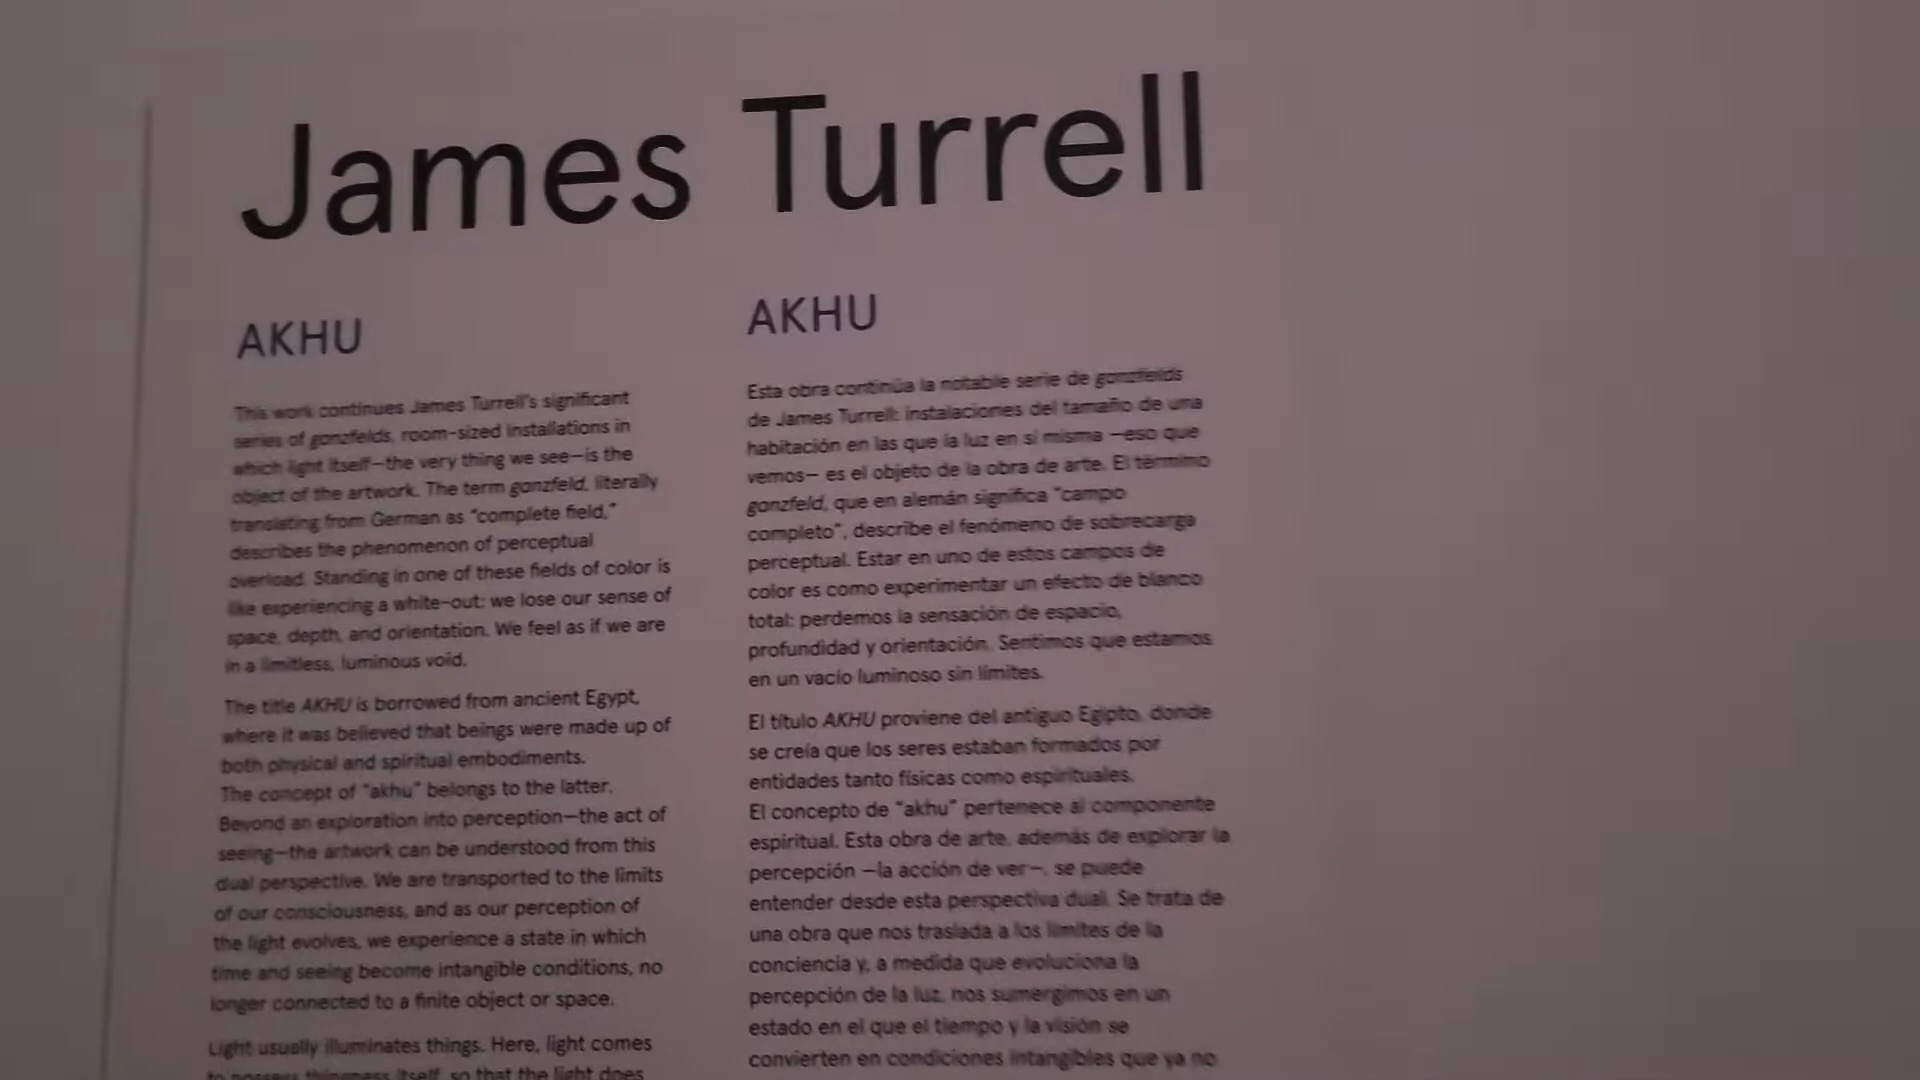 James Turrell
AKHU
This work continues James Turrell's significant
series of ganzfelds, room-sized installations in
which light itself—the very thing we see—is the
object of the artwork. The term ganzfeld, literally
translating from German as “complete field,”
describes the phenomenon of perceptual
overload. Standing in one of these fields of color is
like experiencing a white-out: we lose our sense of
space, depth, and orientation. We feel as if we are
in a limitless, luminous void.
The title AKHU is borrowed from ancient Egypt,
where it was believed that beings were made up of
both physical and spiritual embodiments.
The concept of “akhu” belongs to the latter.
Beyond an exploration into perception—the act of
seeing—the artwork can be understood from this
dual perspective. We are transported to the limits
of our consciousness, and as our perception of
the light evolves, we experience a state in which
time and seeing become intangible conditions, no
longer connected to a finite object or space.
Light usually illuminates things. Here, light comes
to possess thingness itself, so that the light does
AKHU
Esta obra continúa la notable serie de ganzfelds
de James Turrell: instalaciones del tamaño de una
habitación en las que la luz en sí misma —eso que
vemos— es el objeto de la obra de arte. El término
ganzfeld, que en alemán significa “campo
completo”, describe el fenómeno de sobrecarga
perceptual. Estar en uno de estos campos de
color es como experimentar un efecto de blanco
total: perdemos la sensación de espacio,
profundidad y orientación. Sentimos que estamos
en un vacío luminoso sin límites.
El título AKHU proviene del antiguo Egipto, donde
se creía que los seres estaban formados por
entidades tanto físicas como espirituales.
El concepto de “akhu” pertenece al componente
espiritual. Esta obra de arte, además de explorar la
percepción —la acción de ver—, se puede
entender desde esta perspectiva dual. Se trata de
una obra que nos traslada a los límites de la
conciencia y, a medida que evoluciona la
percepción de la luz, nos sumergimos en un
estado en el que el tiempo y la visión se
convierten en condiciones intangibles que ya no